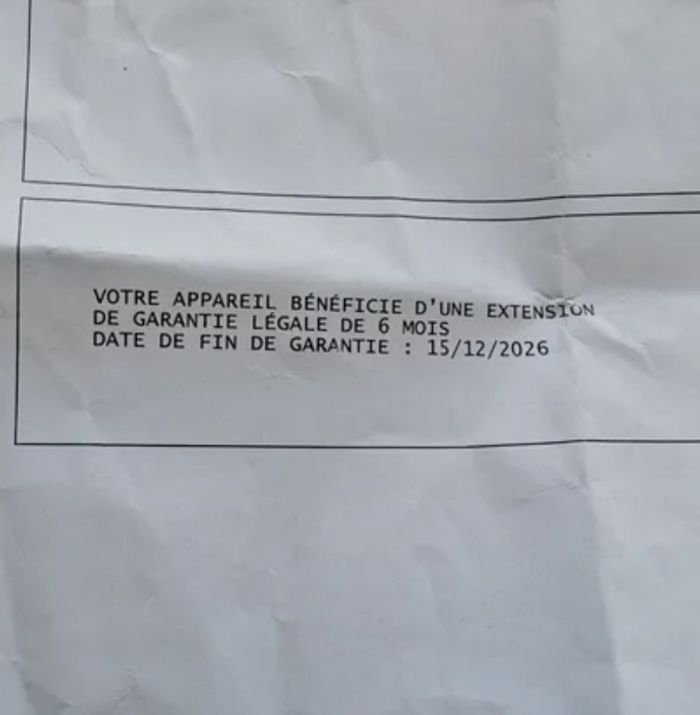 VOTRE APPAREIL BÉNÉFICIE D'UNE EXTENSION
DE GARANTIE LÉGALE DE 6 MOIS
DATE DE FIN DE GARANTIE : 15/12/2026